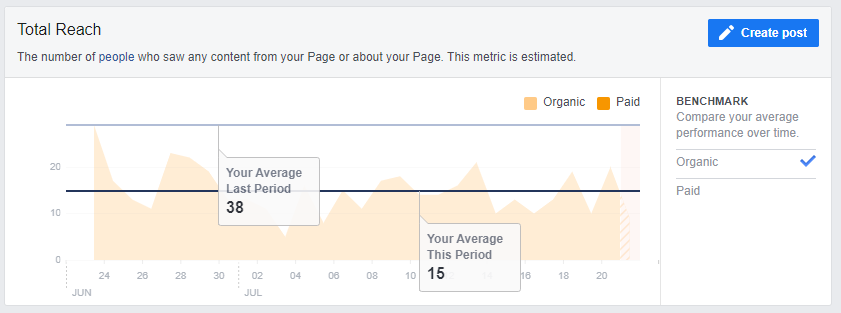 Total Reach
Create post
The number of people who saw any content from your Page or about your Page. This metric is estimated.
Organic
Paid
BENCHMARK
Compare your average
performance over time.
Organic
Paid
20
10
0
Your Average
Last Period
38
Your Average
This Period
15
24 26 28 30 02 04 06 08 10 14 16 18 20
JUN JUL